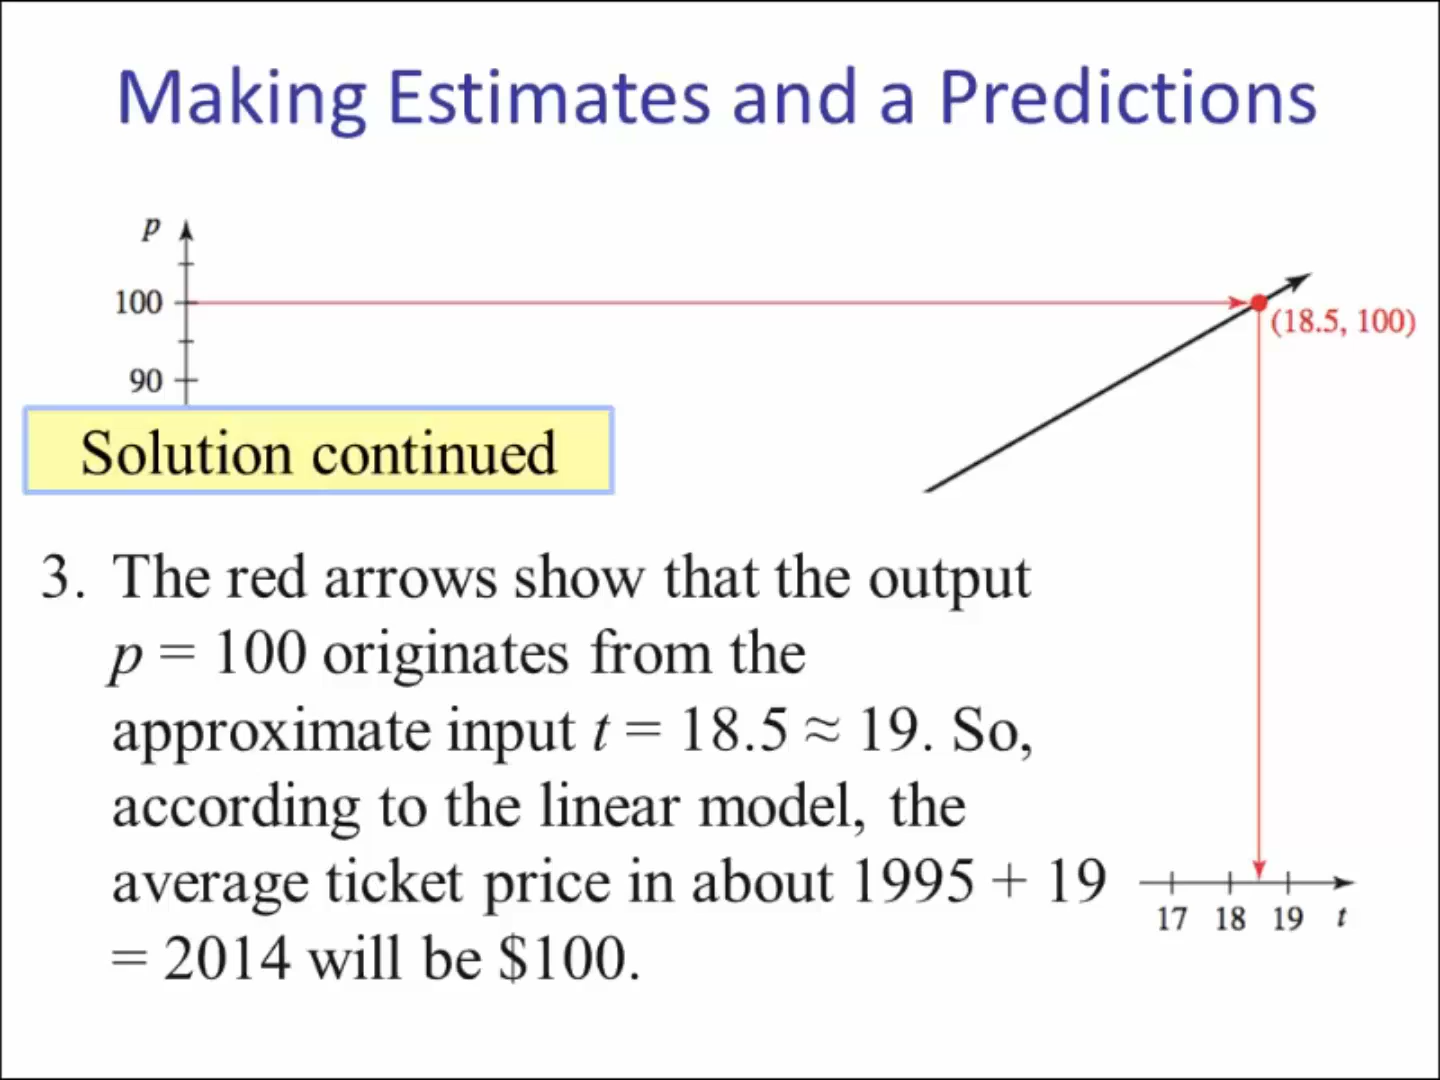 Making Estimates and a Predictions
p
100
(18.5, 100)
90
Solution continued
3. The red arrows show that the output
p = 100 originates from the
approximate input t = 18.5 ≈ 19. So,
according to the linear model, the
average ticket price in about 1995 + 19
= 2014 will be $100.
17 18 19 t